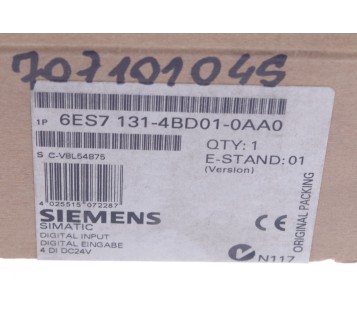 707101045
1P 6ES7 131-4BD01-0AA0
QTY: 1
S C-VBL54875
E-STAND: 01
(Version)
4 025515 072287
SIEMENS
SIMATIC
DIGITAL INPUT
DIGITAL EINGABE
4 DI DC24V
CE
N117
ORIGINAL PACKING